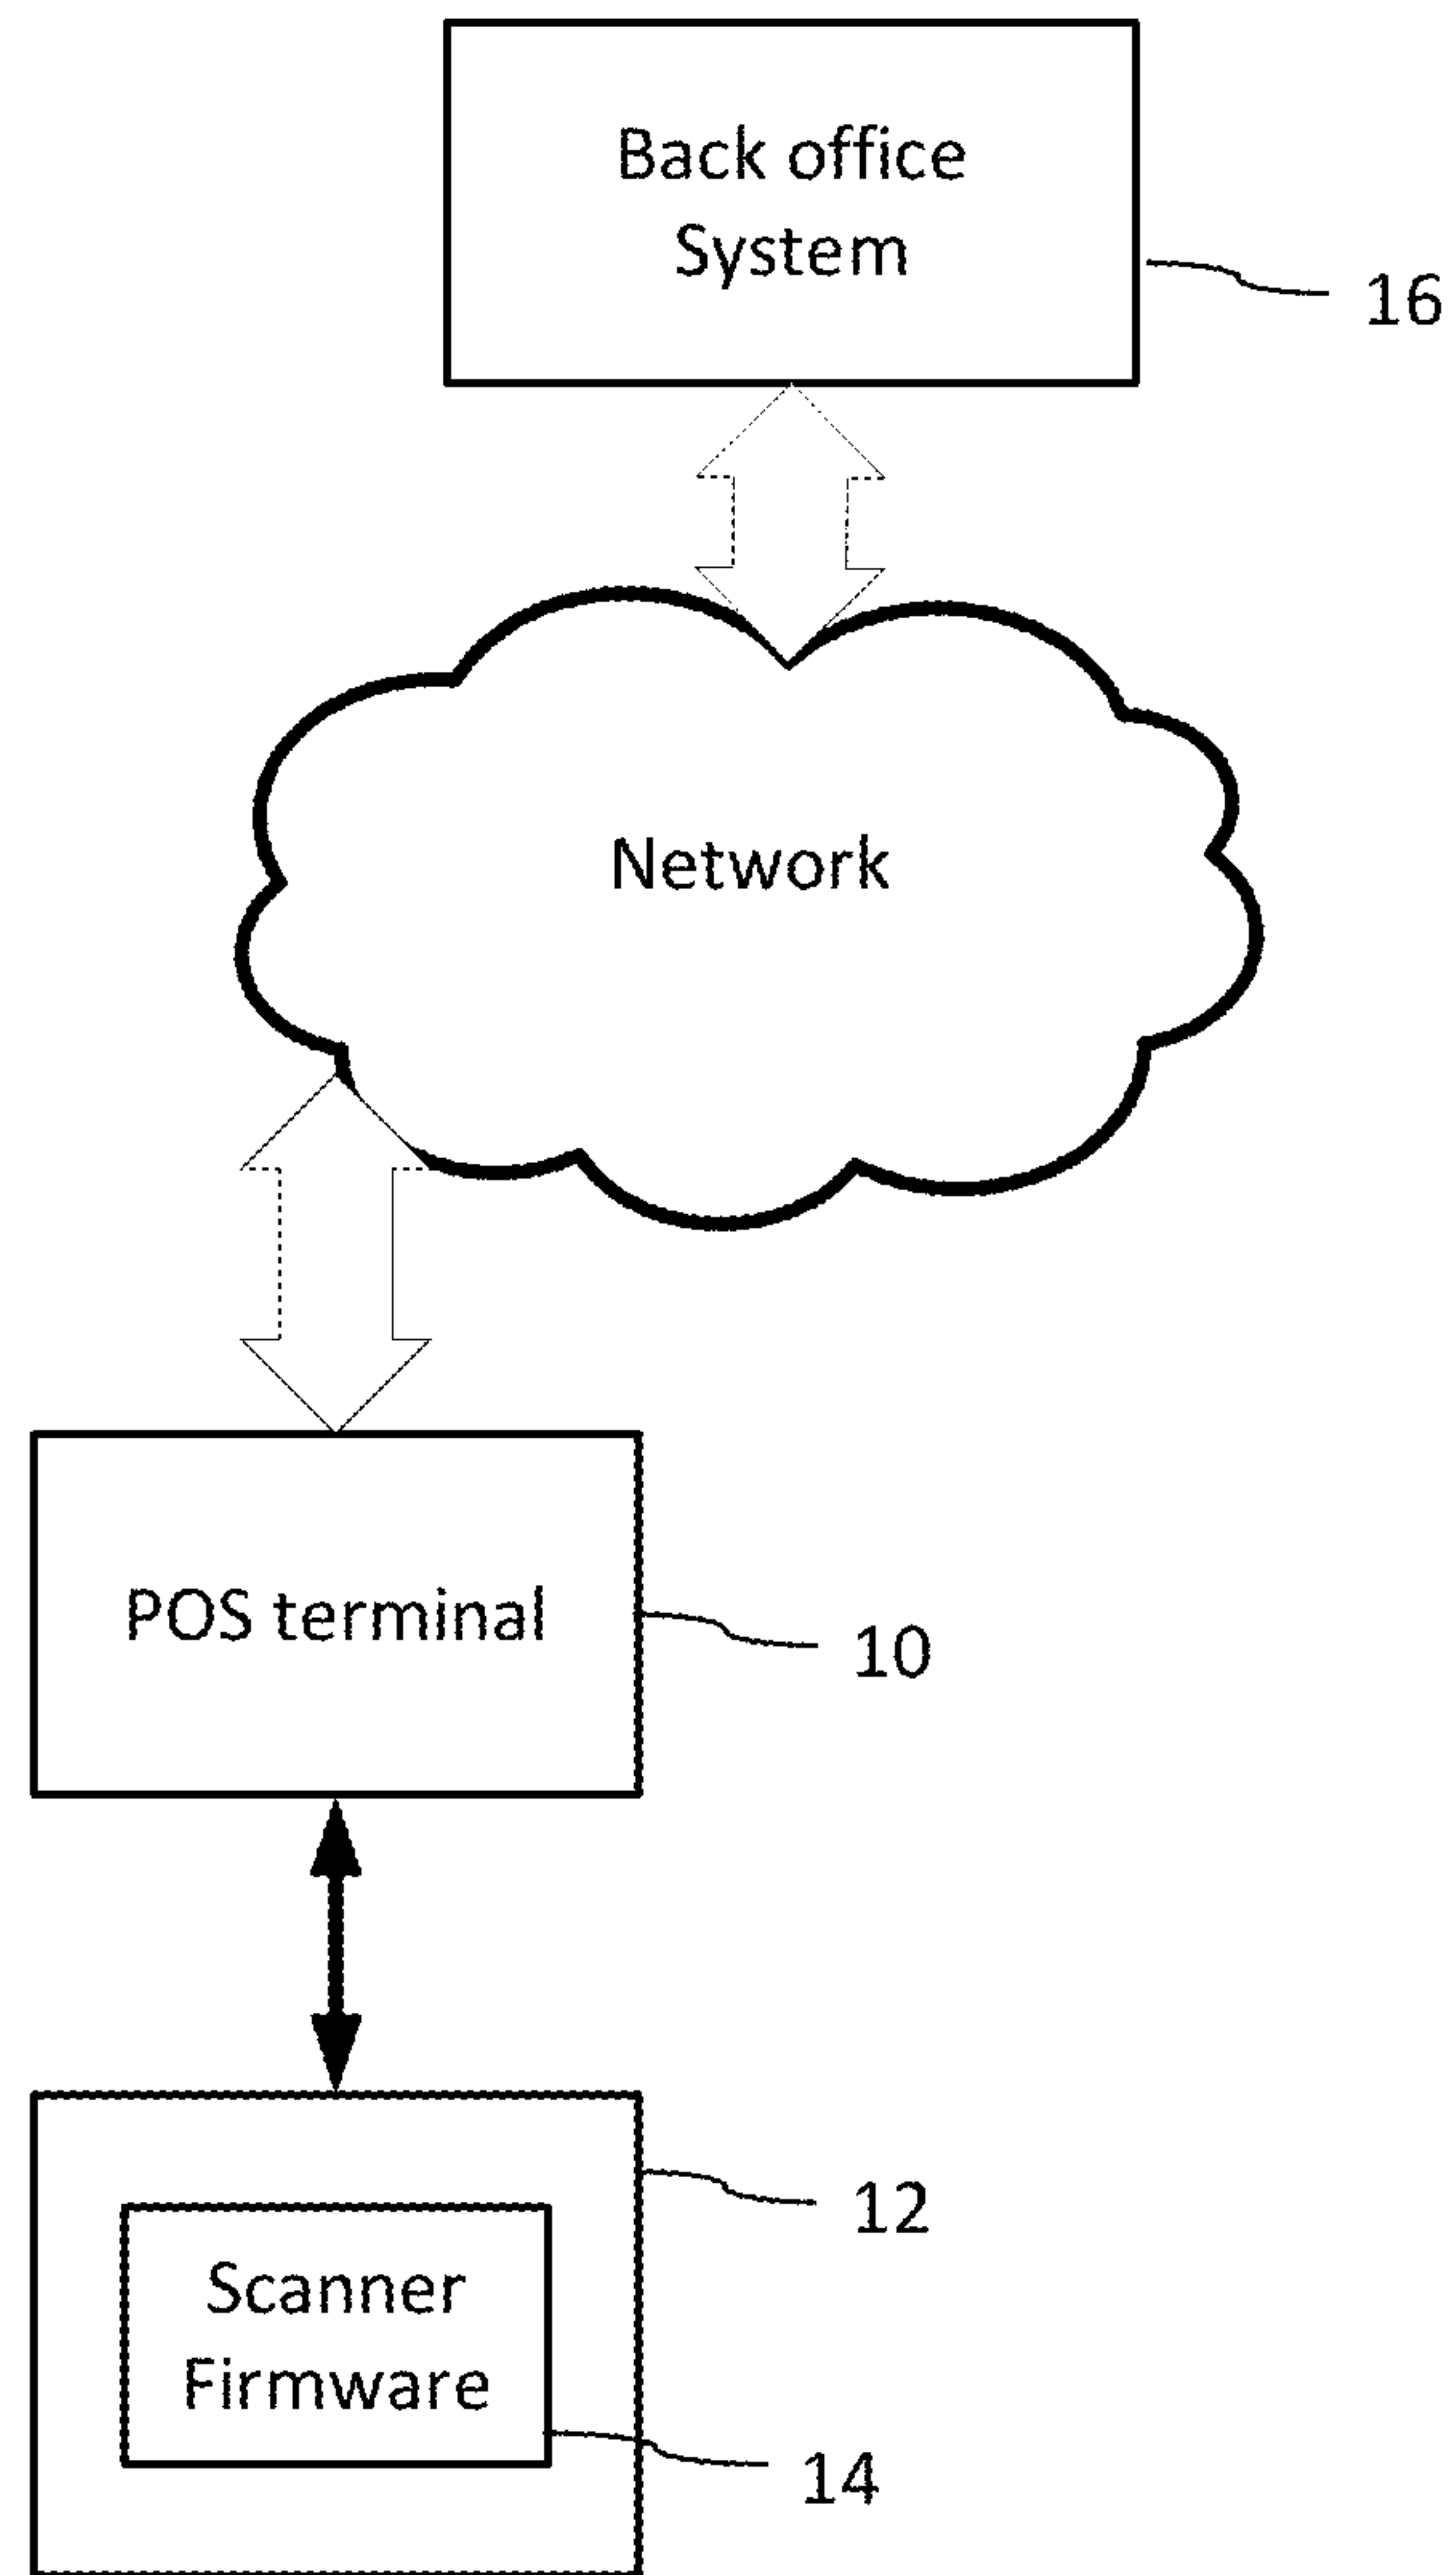 Back office
System
16
Network
POS terminal
10
12
Scanner
Firmware
14